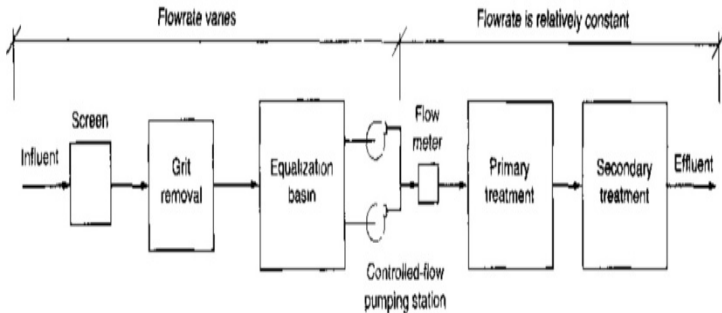 Flowrate varies
Flowrate is relatively constant
Screen
Flow
meter
Influent
Grit
removal
Equalization
basin
Primary
treatment
Secondary
treatment
Effluent
Controlled-flow
pumping station